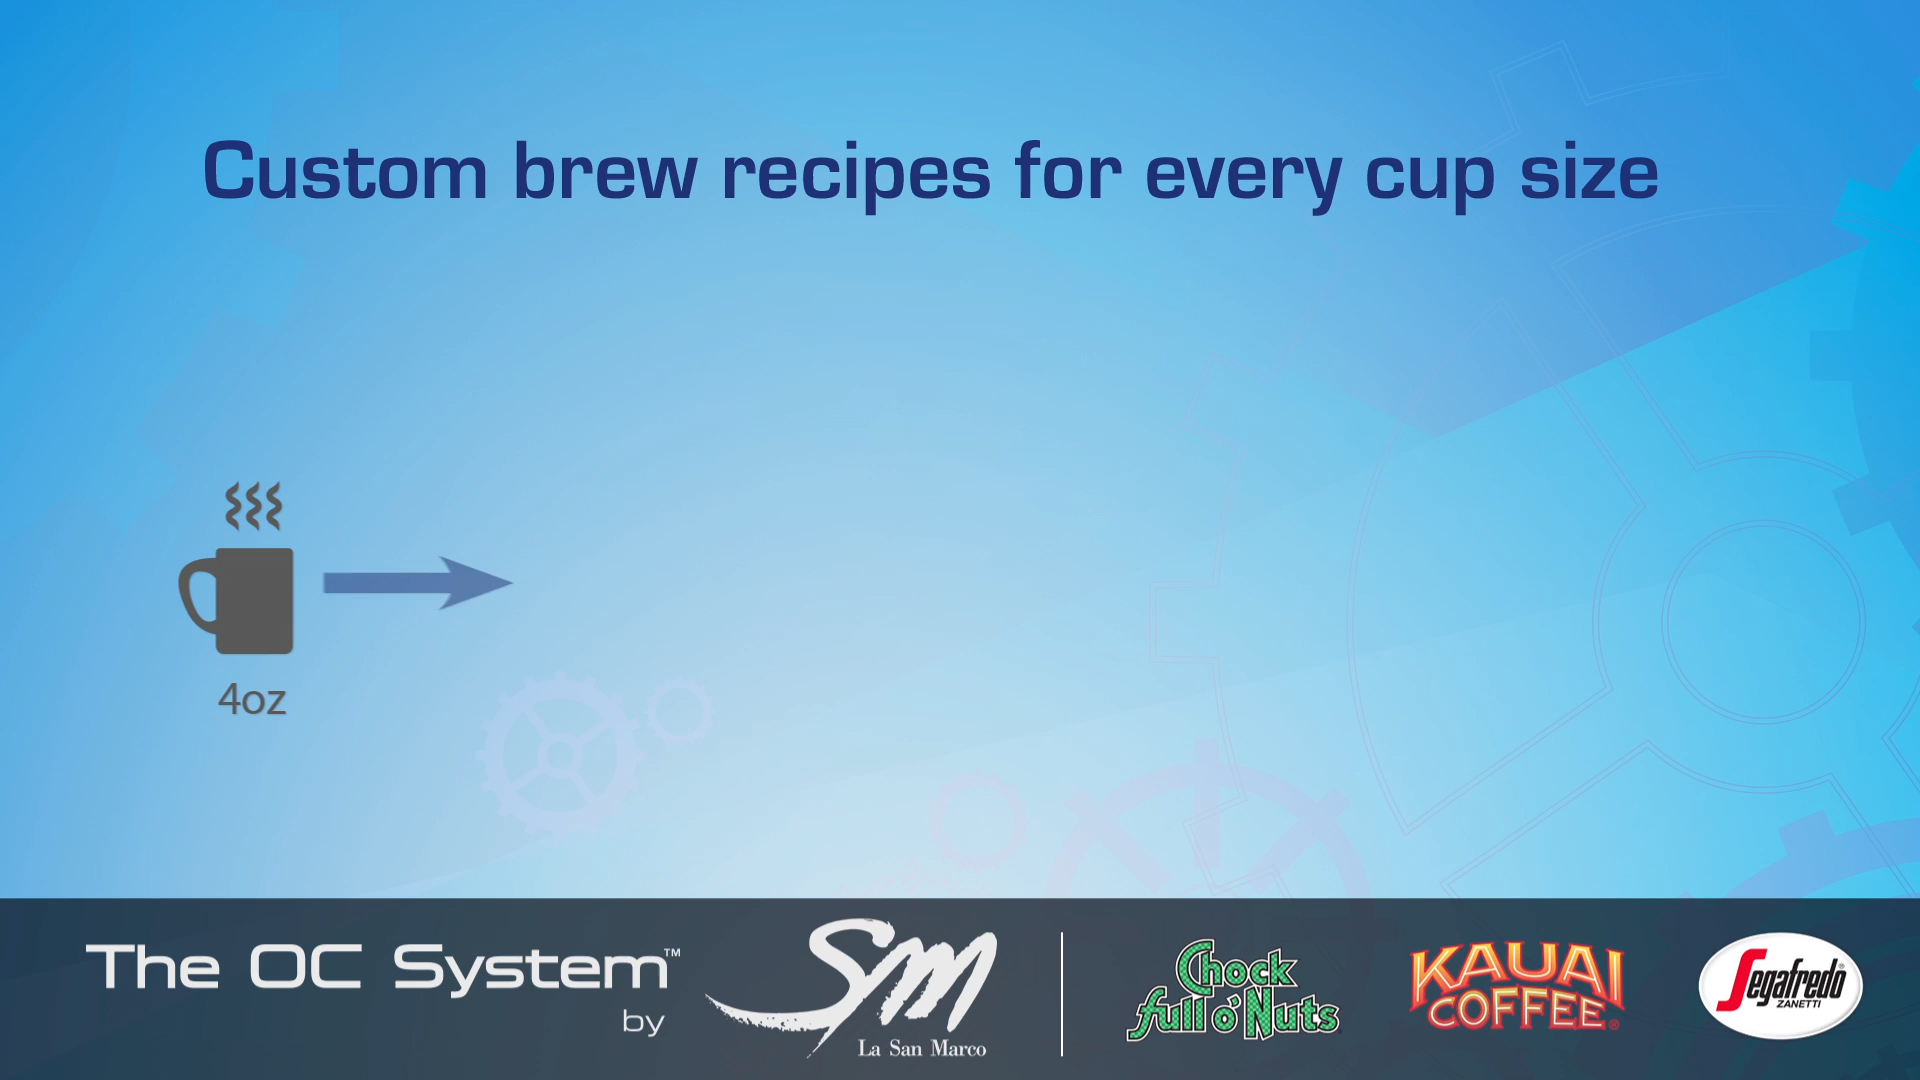 Custom brew recipes for every cup size
4oz
The OC System™
by
SM
La San Marco
Chock
full o' Nuts
KAUAI
COFFEE®
Segafredo®
ZANETTI